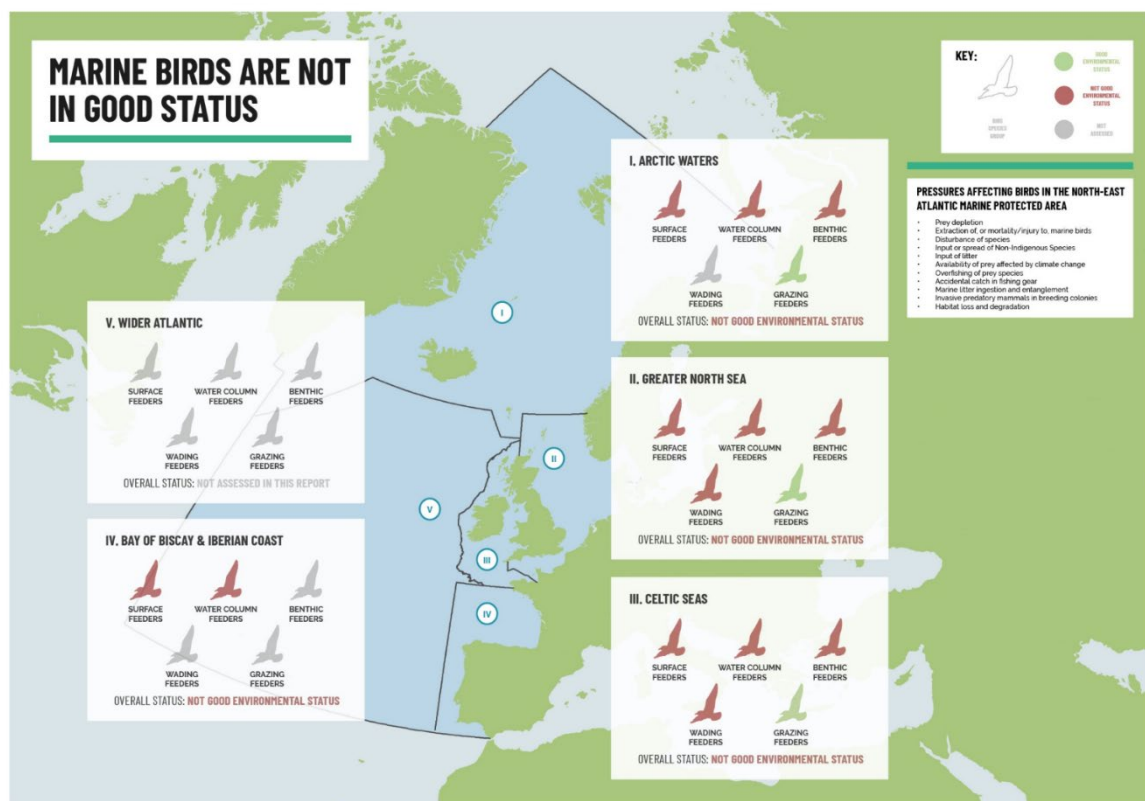 MARINE BIRDS ARE NOT
IN GOOD STATUS
KEY:
BIRD
SPECIES
GROUP
GOOD
ENVIRONMENTAL
STATUS
NOT GOOD
ENVIRONMENTAL
STATUS
NOT
ASSESSED
PRESSURES AFFECTING BIRDS IN THE NORTH-EAST
ATLANTIC MARINE PROTECTED AREA
• Prey depletion
• Extraction of, or mortality/injury to, marine birds
• Disturbance of species
• Input or spread of Non-Indigenous Species
• Input of litter
• Availability of prey affected by climate change
• Overfishing of prey species
• Accidental catch in fishing gear
• Marine litter ingestion and entanglement
• Invasive predatory mammals in breeding colonies
• Habitat loss and degradation
I. ARCTIC WATERS
SURFACE
FEEDERS
WATER COLUMN
FEEDERS
BENTHIC
FEEDERS
WADING
FEEDERS
GRAZING
FEEDERS
OVERALL STATUS: NOT GOOD ENVIRONMENTAL STATUS
II. GREATER NORTH SEA
SURFACE
FEEDERS
WATER COLUMN
FEEDERS
BENTHIC
FEEDERS
WADING
FEEDERS
GRAZING
FEEDERS
OVERALL STATUS: NOT GOOD ENVIRONMENTAL STATUS
III. CELTIC SEAS
SURFACE
FEEDERS
WATER COLUMN
FEEDERS
BENTHIC
FEEDERS
WADING
FEEDERS
GRAZING
FEEDERS
OVERALL STATUS: NOT GOOD ENVIRONMENTAL STATUS
V. WIDER ATLANTIC
SURFACE
FEEDERS
WATER COLUMN
FEEDERS
BENTHIC
FEEDERS
WADING
FEEDERS
GRAZING
FEEDERS
OVERALL STATUS: NOT ASSESSED IN THIS REPORT
IV. BAY OF BISCAY & IBERIAN COAST
SURFACE
FEEDERS
WATER COLUMN
FEEDERS
BENTHIC
FEEDERS
WADING
FEEDERS
GRAZING
FEEDERS
OVERALL STATUS: NOT GOOD ENVIRONMENTAL STATUS
I
II
V
III
IV